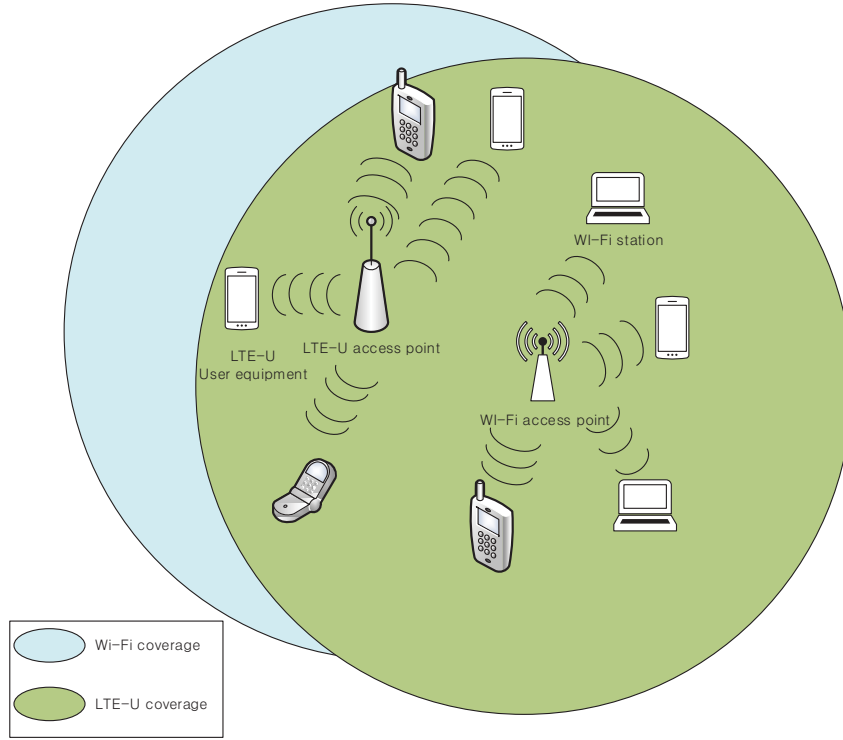 WI-Fi station
LTE-U access point
LTE-U
User equipment
WI-Fi access point
Wi-Fi coverage
LTE-U coverage